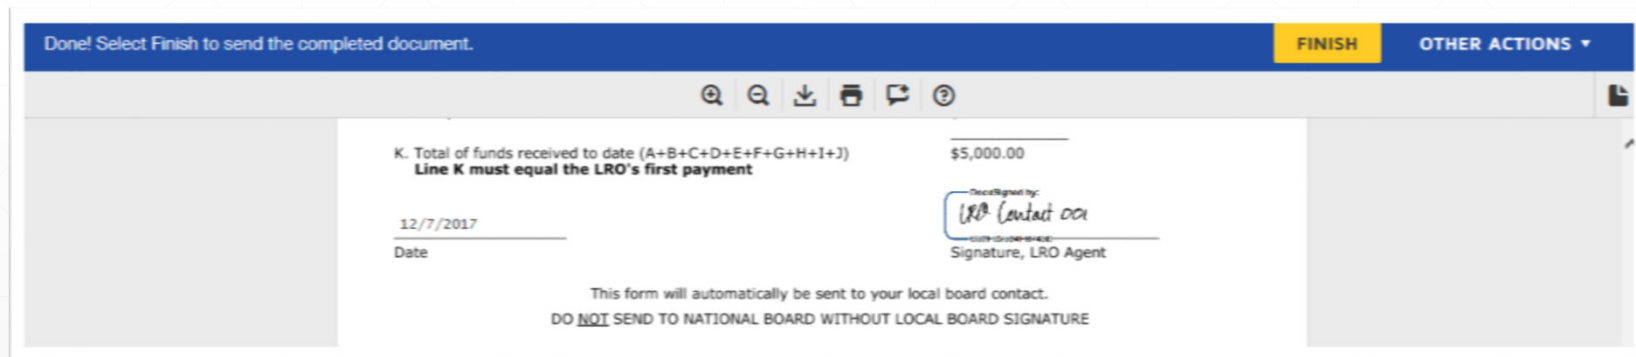 Done! Select Finish to send the completed document.
FINISH
OTHER ACTIONS
K. Total of funds received to date (A+B+C+D+E+F+G+H+I+J)
$5,000.00
Line K must equal the LRO's first payment
DocuSigned by:
LRO Contact 001
12/7/2017
Date
Signature, LRO Agent
This form will automatically be sent to your local board contact.
DO NOT SEND TO NATIONAL BOARD WITHOUT LOCAL BOARD SIGNATURE